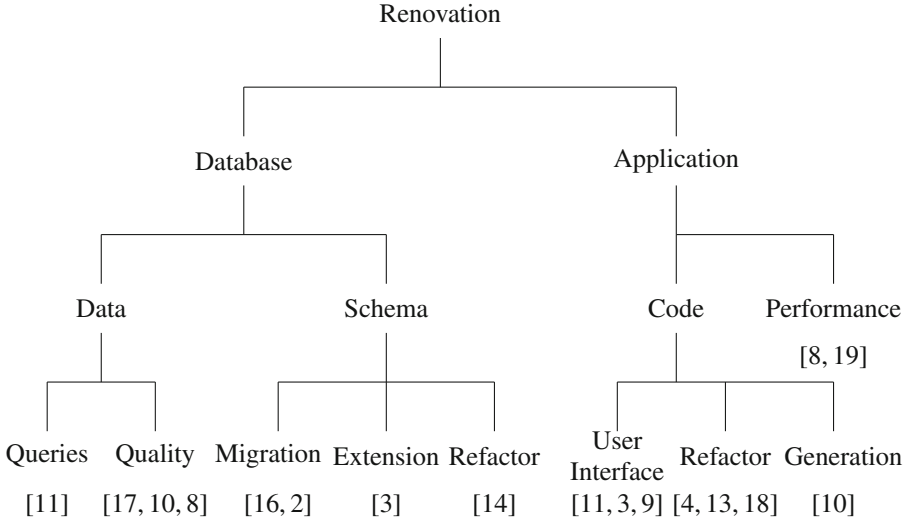 Renovation
Database Application
Data Schema Code Performance
[8, 19]
Queries Quality Migration Extension Refactor User Interface Refactor Generation
[11] [17, 10, 8] [16, 2] [3] [14] [11, 3, 9] [4, 13, 18] [10]